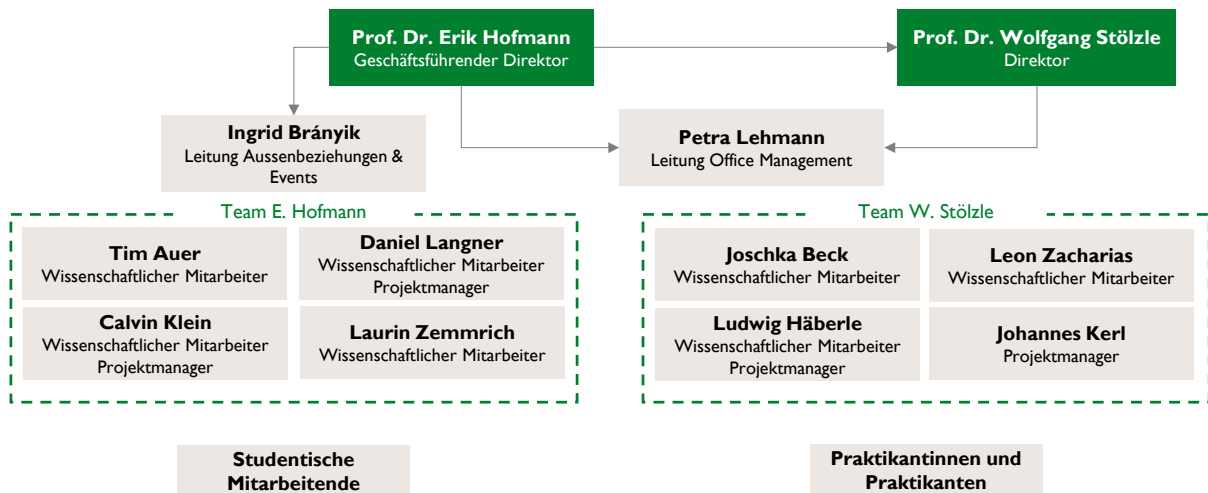 Prof. Dr. Erik Hofmann
Geschäftsführender Direktor
Prof. Dr. Wolfgang Stölzle
Direktor
Ingrid Brányik
Leitung Aussenbeziehungen &
Events
Petra Lehmann
Leitung Office Management
Team E. Hofmann
Tim Auer
Wissenschaftlicher Mitarbeiter
Daniel Langner
Wissenschaftlicher Mitarbeiter
Projektmanager
Calvin Klein
Wissenschaftlicher Mitarbeiter
Projektmanager
Laurin Zemmrich
Wissenschaftlicher Mitarbeiter
Team W. Stölzle
Joschka Beck
Wissenschaftlicher Mitarbeiter
Leon Zacharias
Wissenschaftlicher Mitarbeiter
Ludwig Häberle
Wissenschaftlicher Mitarbeiter
Projektmanager
Johannes Kerl
Projektmanager
Studentische
Mitarbeitende
Praktikantinnen und
Praktikanten